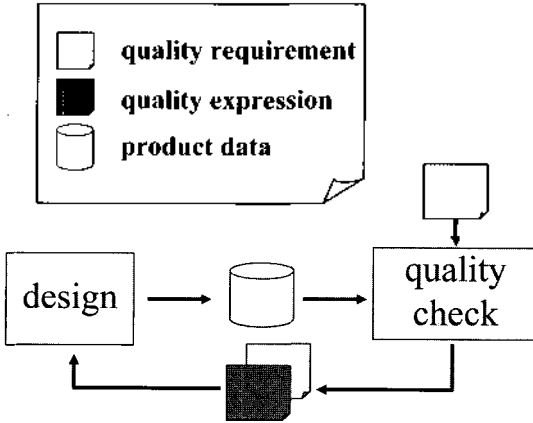 quality requirement
quality expression
product data
design
quality
check